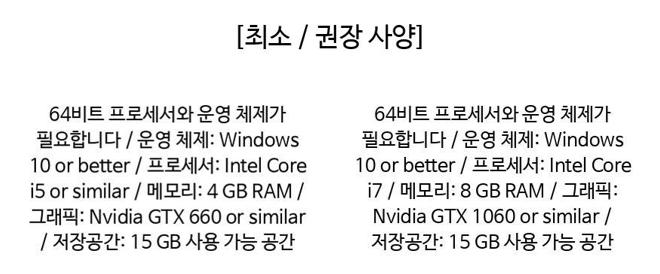 [최소 / 권장 사양]
64비트 프로세서와 운영 체제가
필요합니다 / 운영 체제: Windows
10 or better / 프로세서: Intel Core
i5 or similar / 메모리: 4 GB RAM /
그래픽: Nvidia GTX 660 or similar
/ 저장공간: 15 GB 사용 가능 공간
64비트 프로세서와 운영 체제가
필요합니다 / 운영 체제: Windows
10 or better / 프로세서: Intel Core
i7 / 메모리: 8 GB RAM / 그래픽:
Nvidia GTX 1060 or similar /
저장공간: 15 GB 사용 가능 공간